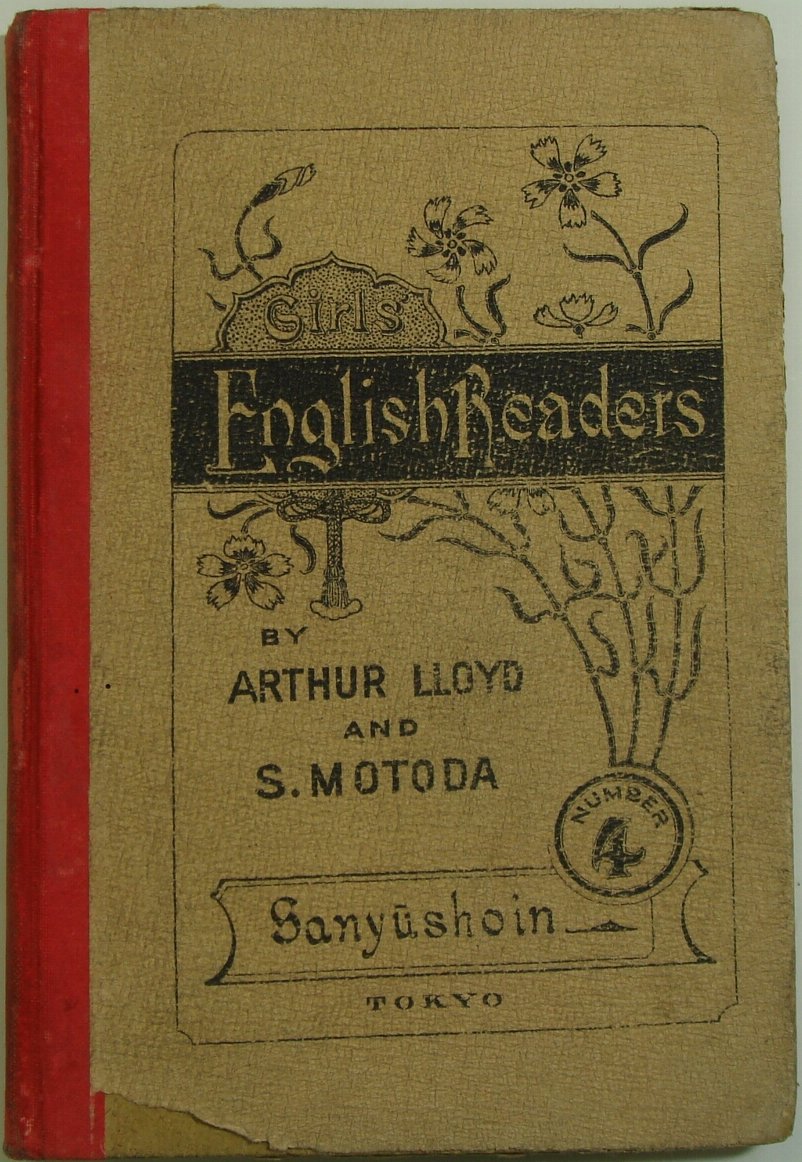 Girls'
English Readers
BY
ARTHUR LLOYD
AND
S. MOTODA
NUMBER
4
Sanyūshoin
TOKYO